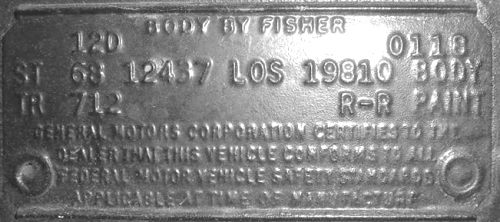 BODY BY FISHER
12D 0118
ST 68 12437 LOS 19810 BODY
TR 712 R-R PAINT
GENERAL MOTORS CORPORATION CERTIFIES TO THE
DEALER THAT THIS VEHICLE CONFORMS TO ALL
FEDERAL MOTOR VEHICLE SAFETY STANDARDS
APPLICABLE AT TIME OF MANUFACTURE